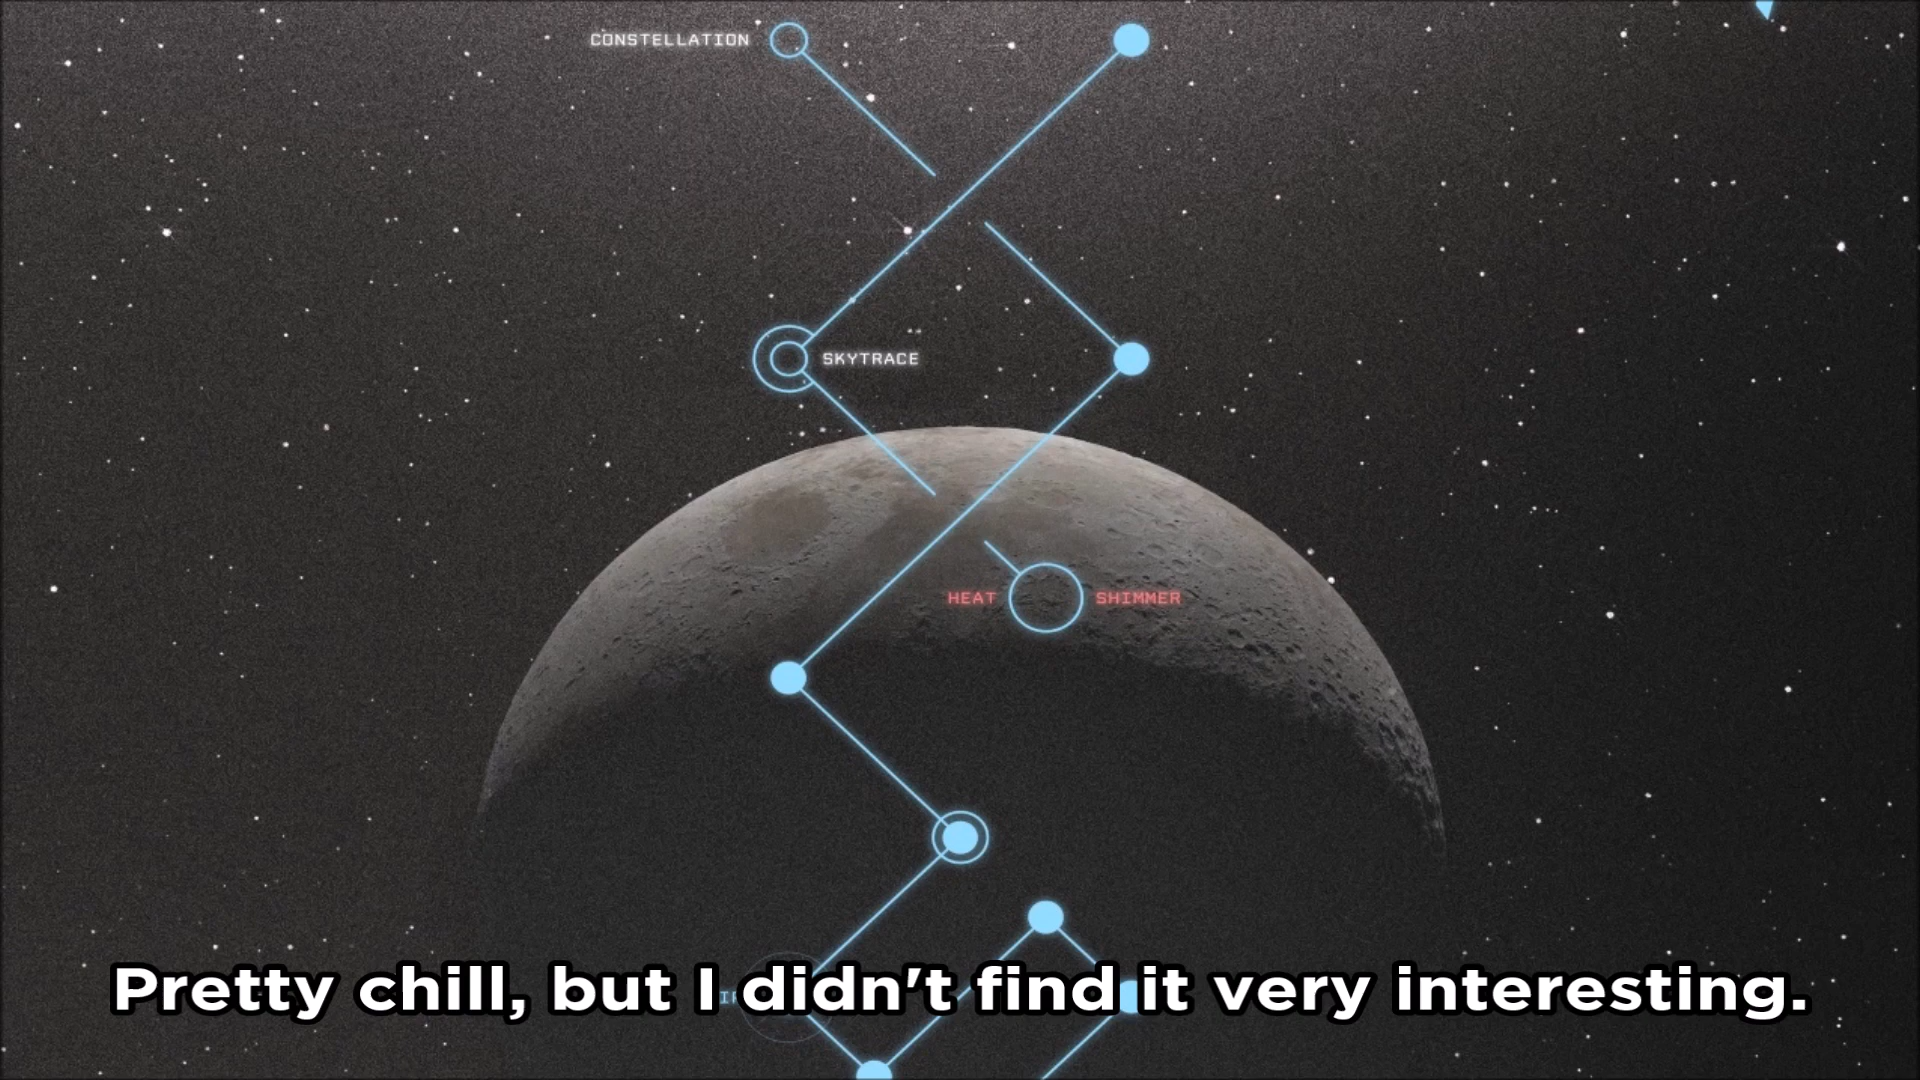 CONSTELLATION
SKYTRACE
HEAT SHIMMER
Pretty chill, but I didn't find it very interesting.